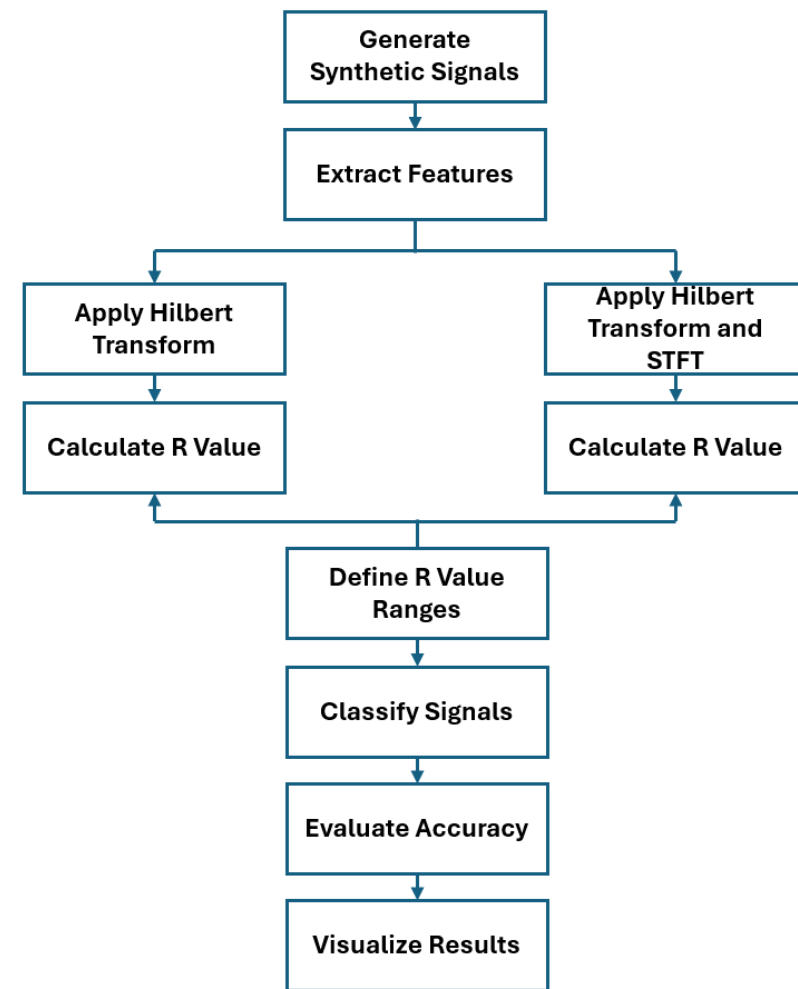 Generate
Synthetic Signals
Extract Features
Apply Hilbert
Transform
Apply Hilbert
Transform and
STFT
Calculate R Value
Calculate R Value
Define R Value
Ranges
Classify Signals
Evaluate Accuracy
Visualize Results